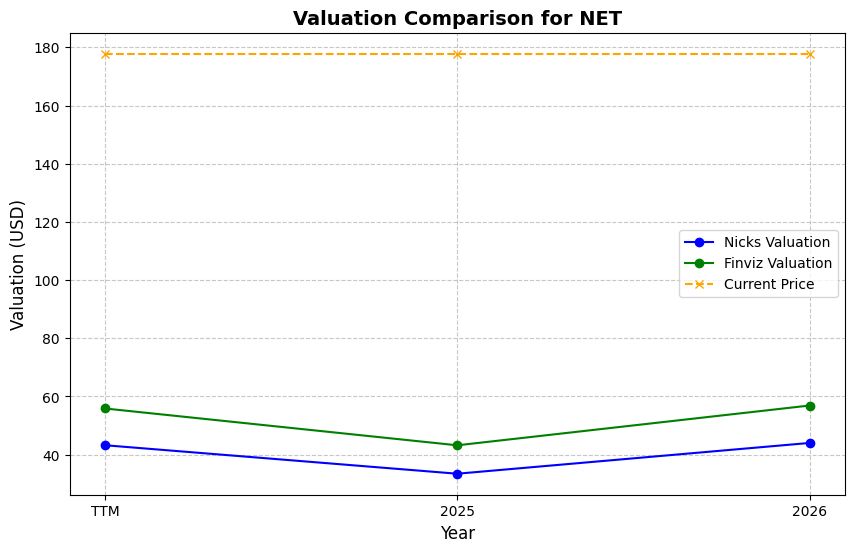 Valuation Comparison for NET
Valuation (USD)
180
160
140
120
100
80
60
40
Nicks Valuation
Finviz Valuation
Current Price
TTM
2025
2026
Year